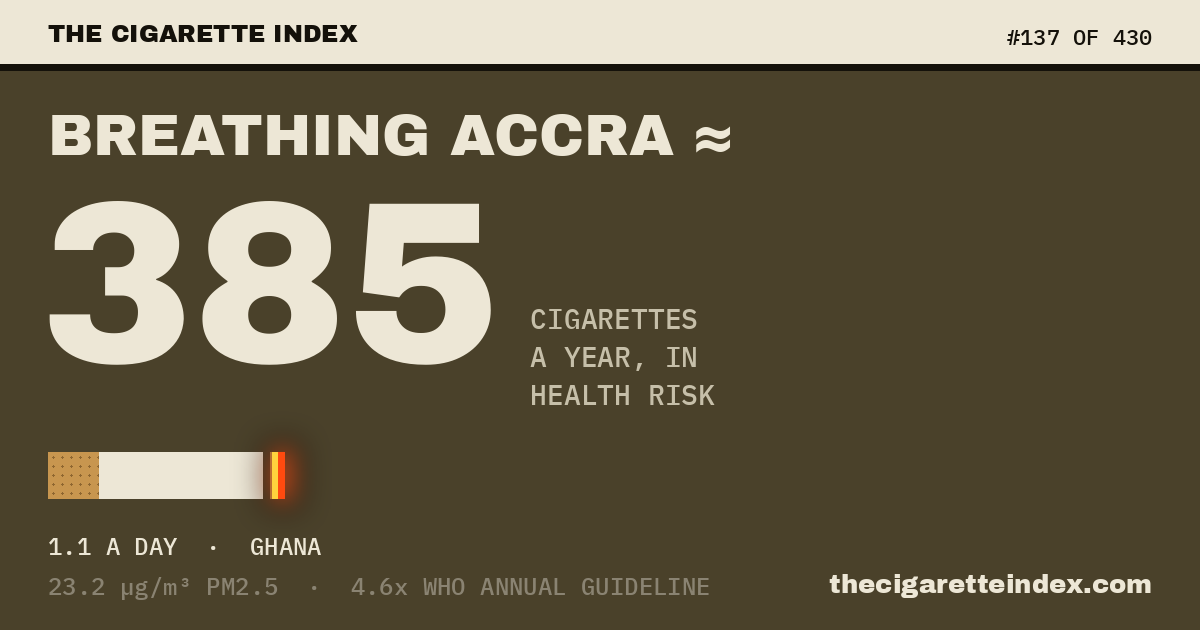 THE CIGARETTE INDEX
#137 OF 430
BREATHING ACCRA ≈
385
CIGARETTES
A YEAR, IN
HEALTH RISK
1.1 A DAY · GHANA
23.2 µg/m³ PM2.5 · 4.6x WHO ANNUAL GUIDELINE
thecigaretteindex.com